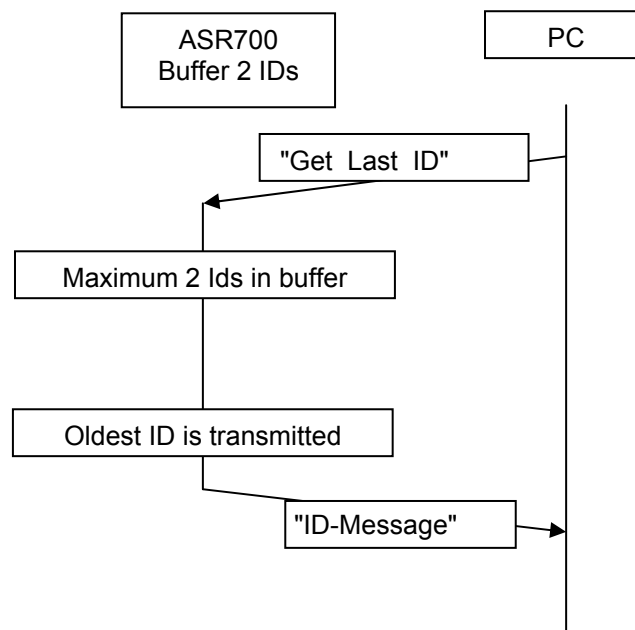 ASR700
Buffer 2 IDs
PC
"Get Last ID"
Maximum 2 Ids in buffer
Oldest ID is transmitted
"ID-Message"